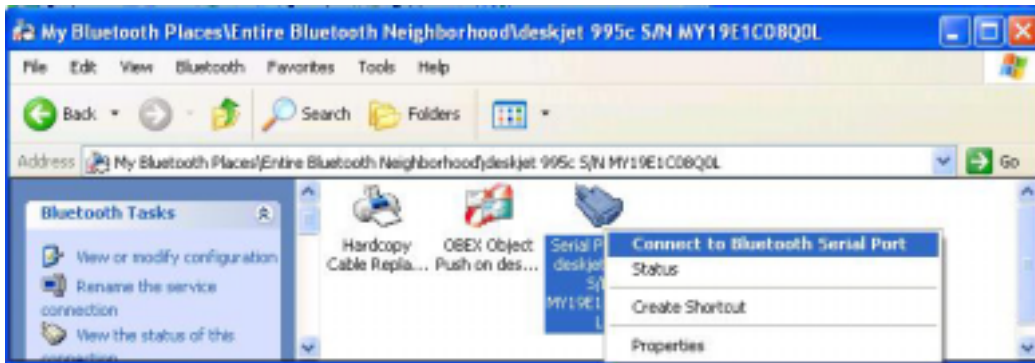 My Bluetooth Places\Entire Bluetooth Neighborhood\deskjet 995c S/N MY19E1C08Q0L
File Edit View Bluetooth Favorites Tools Help
Back Search Folders
Address My Bluetooth Places\Entire Bluetooth Neighborhood\deskjet 995c S/N MY19E1C08Q0L Go
Bluetooth Tasks
View or modify configuration
Rename the service
connection
View the status of this
connection
Hardcopy
Cable Repla...
OBEX Object
Push on des...
Serial P
deskjet
S/
MY19E1
L
Connect to Bluetooth Serial Port
Status
Create Shortcut
Properties